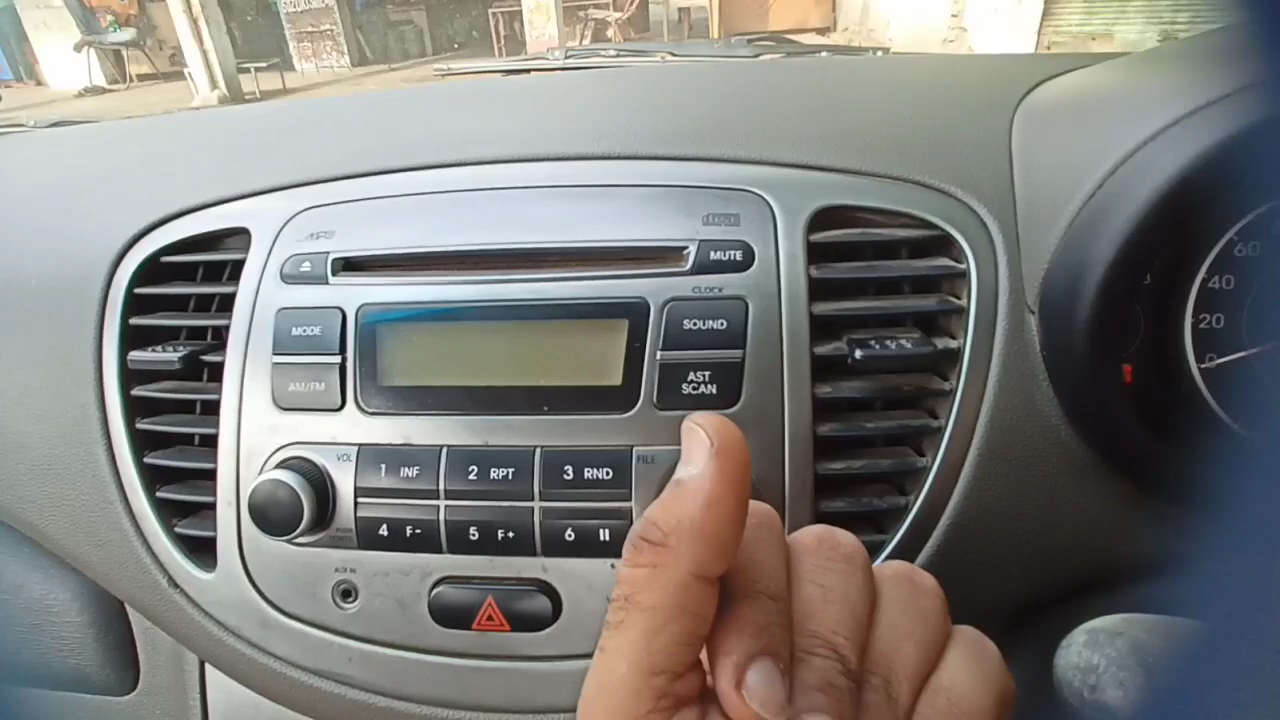 MP3
MUTE
CLOCK
MODE
SOUND
AM/FM
AST
SCAN
VOL
1 INF
2 RPT
3 RND
FILE
4 F-
5 F+
6
AUX IN
60
40
20
0